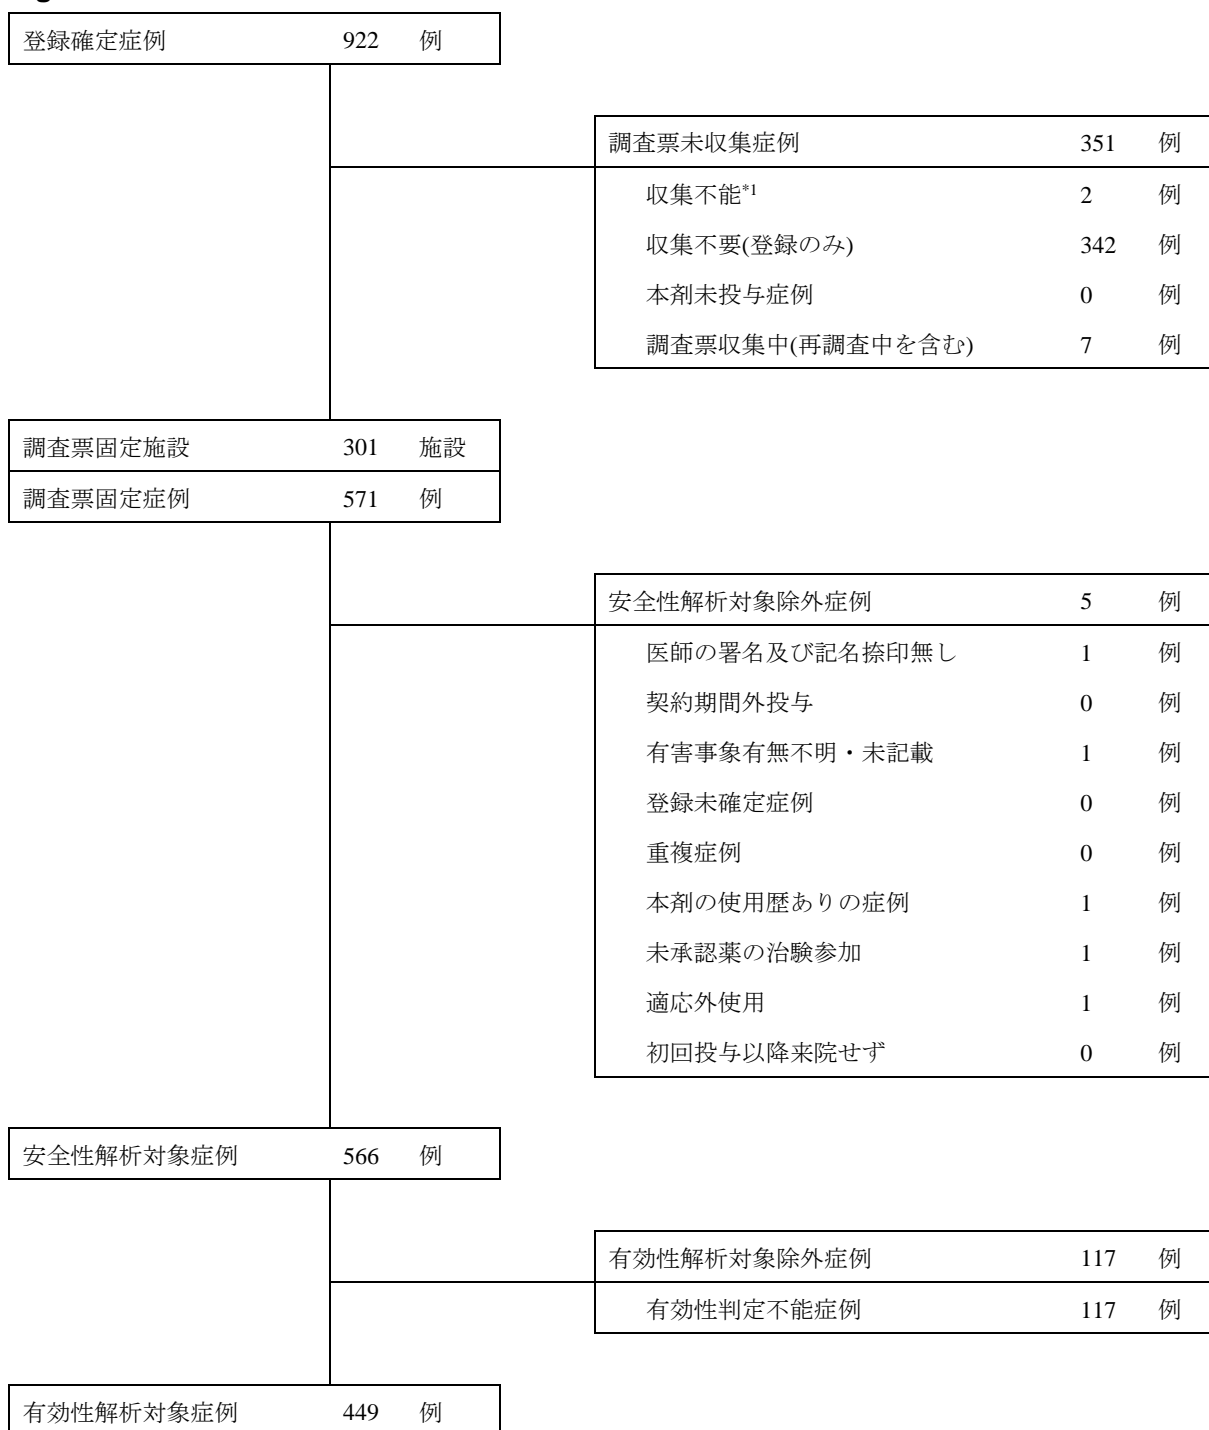 登録確定症例 922 例
調査票未収集症例 351 例
収集不能*1 2 例
収集不要(登録のみ) 342 例
本剤未投与症例 0 例
調査票収集中(再調査中を含む) 7 例
調査票固定施設 301 施設
調査票固定症例 571 例
安全性解析対象除外症例 5 例
医師の署名及び記名捺印無し 1 例
契約期間外投与 0 例
有害事象有無不明・未記載 1 例
登録未確定症例 0 例
重複症例 0 例
本剤の使用歴ありの症例 1 例
未承認薬の治験参加 1 例
適応外使用 1 例
初回投与以降来院せず 0 例
安全性解析対象症例 566 例
有効性解析対象除外症例 117 例
有効性判定不能症例 117 例
有効性解析対象症例 449 例